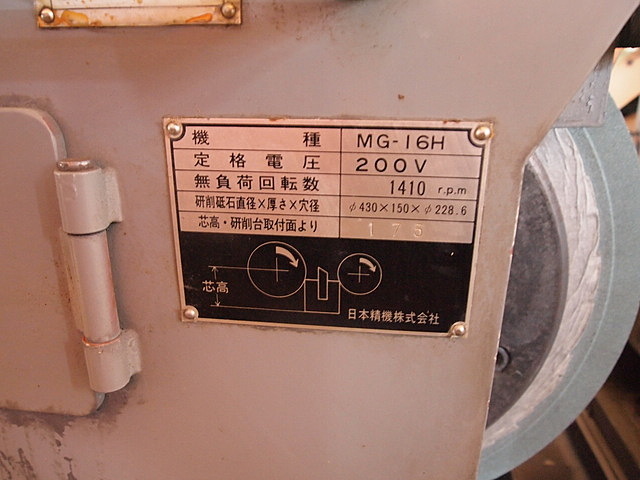 機種 MG-16H
定格電圧 200V
無負荷回転数 1410 r.p.m
研削砥石直径×厚さ×穴径 φ430×150×φ228.6
芯高・研削台取付面より 175
芯高
日本精機株式会社